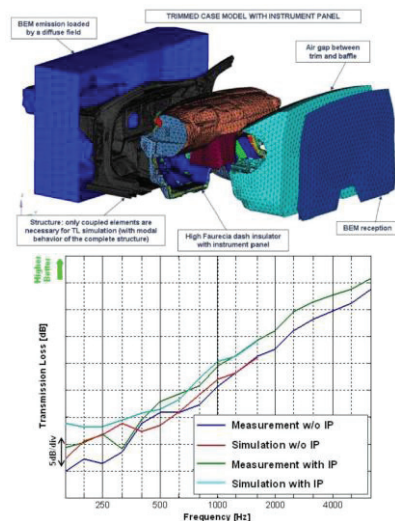 TRIMMED CASE MODEL WITH INSTRUMENT PANEL
BEM emission loaded
by a diffuse field
Air gap between
trim and baffle
Structure: only coupled elements are
necessary for TL simulation (with modal
behavior of the complete structure)
High Faurecia dash insulator
with instrument panel
BEM reception
Higher
Better
Transmission Loss [dB]
5dB/div
Measurement w/o IP
Simulation w/o IP
Measurement with IP
Simulation with IP
250
500
1000
2000
4000
Frequency [Hz]